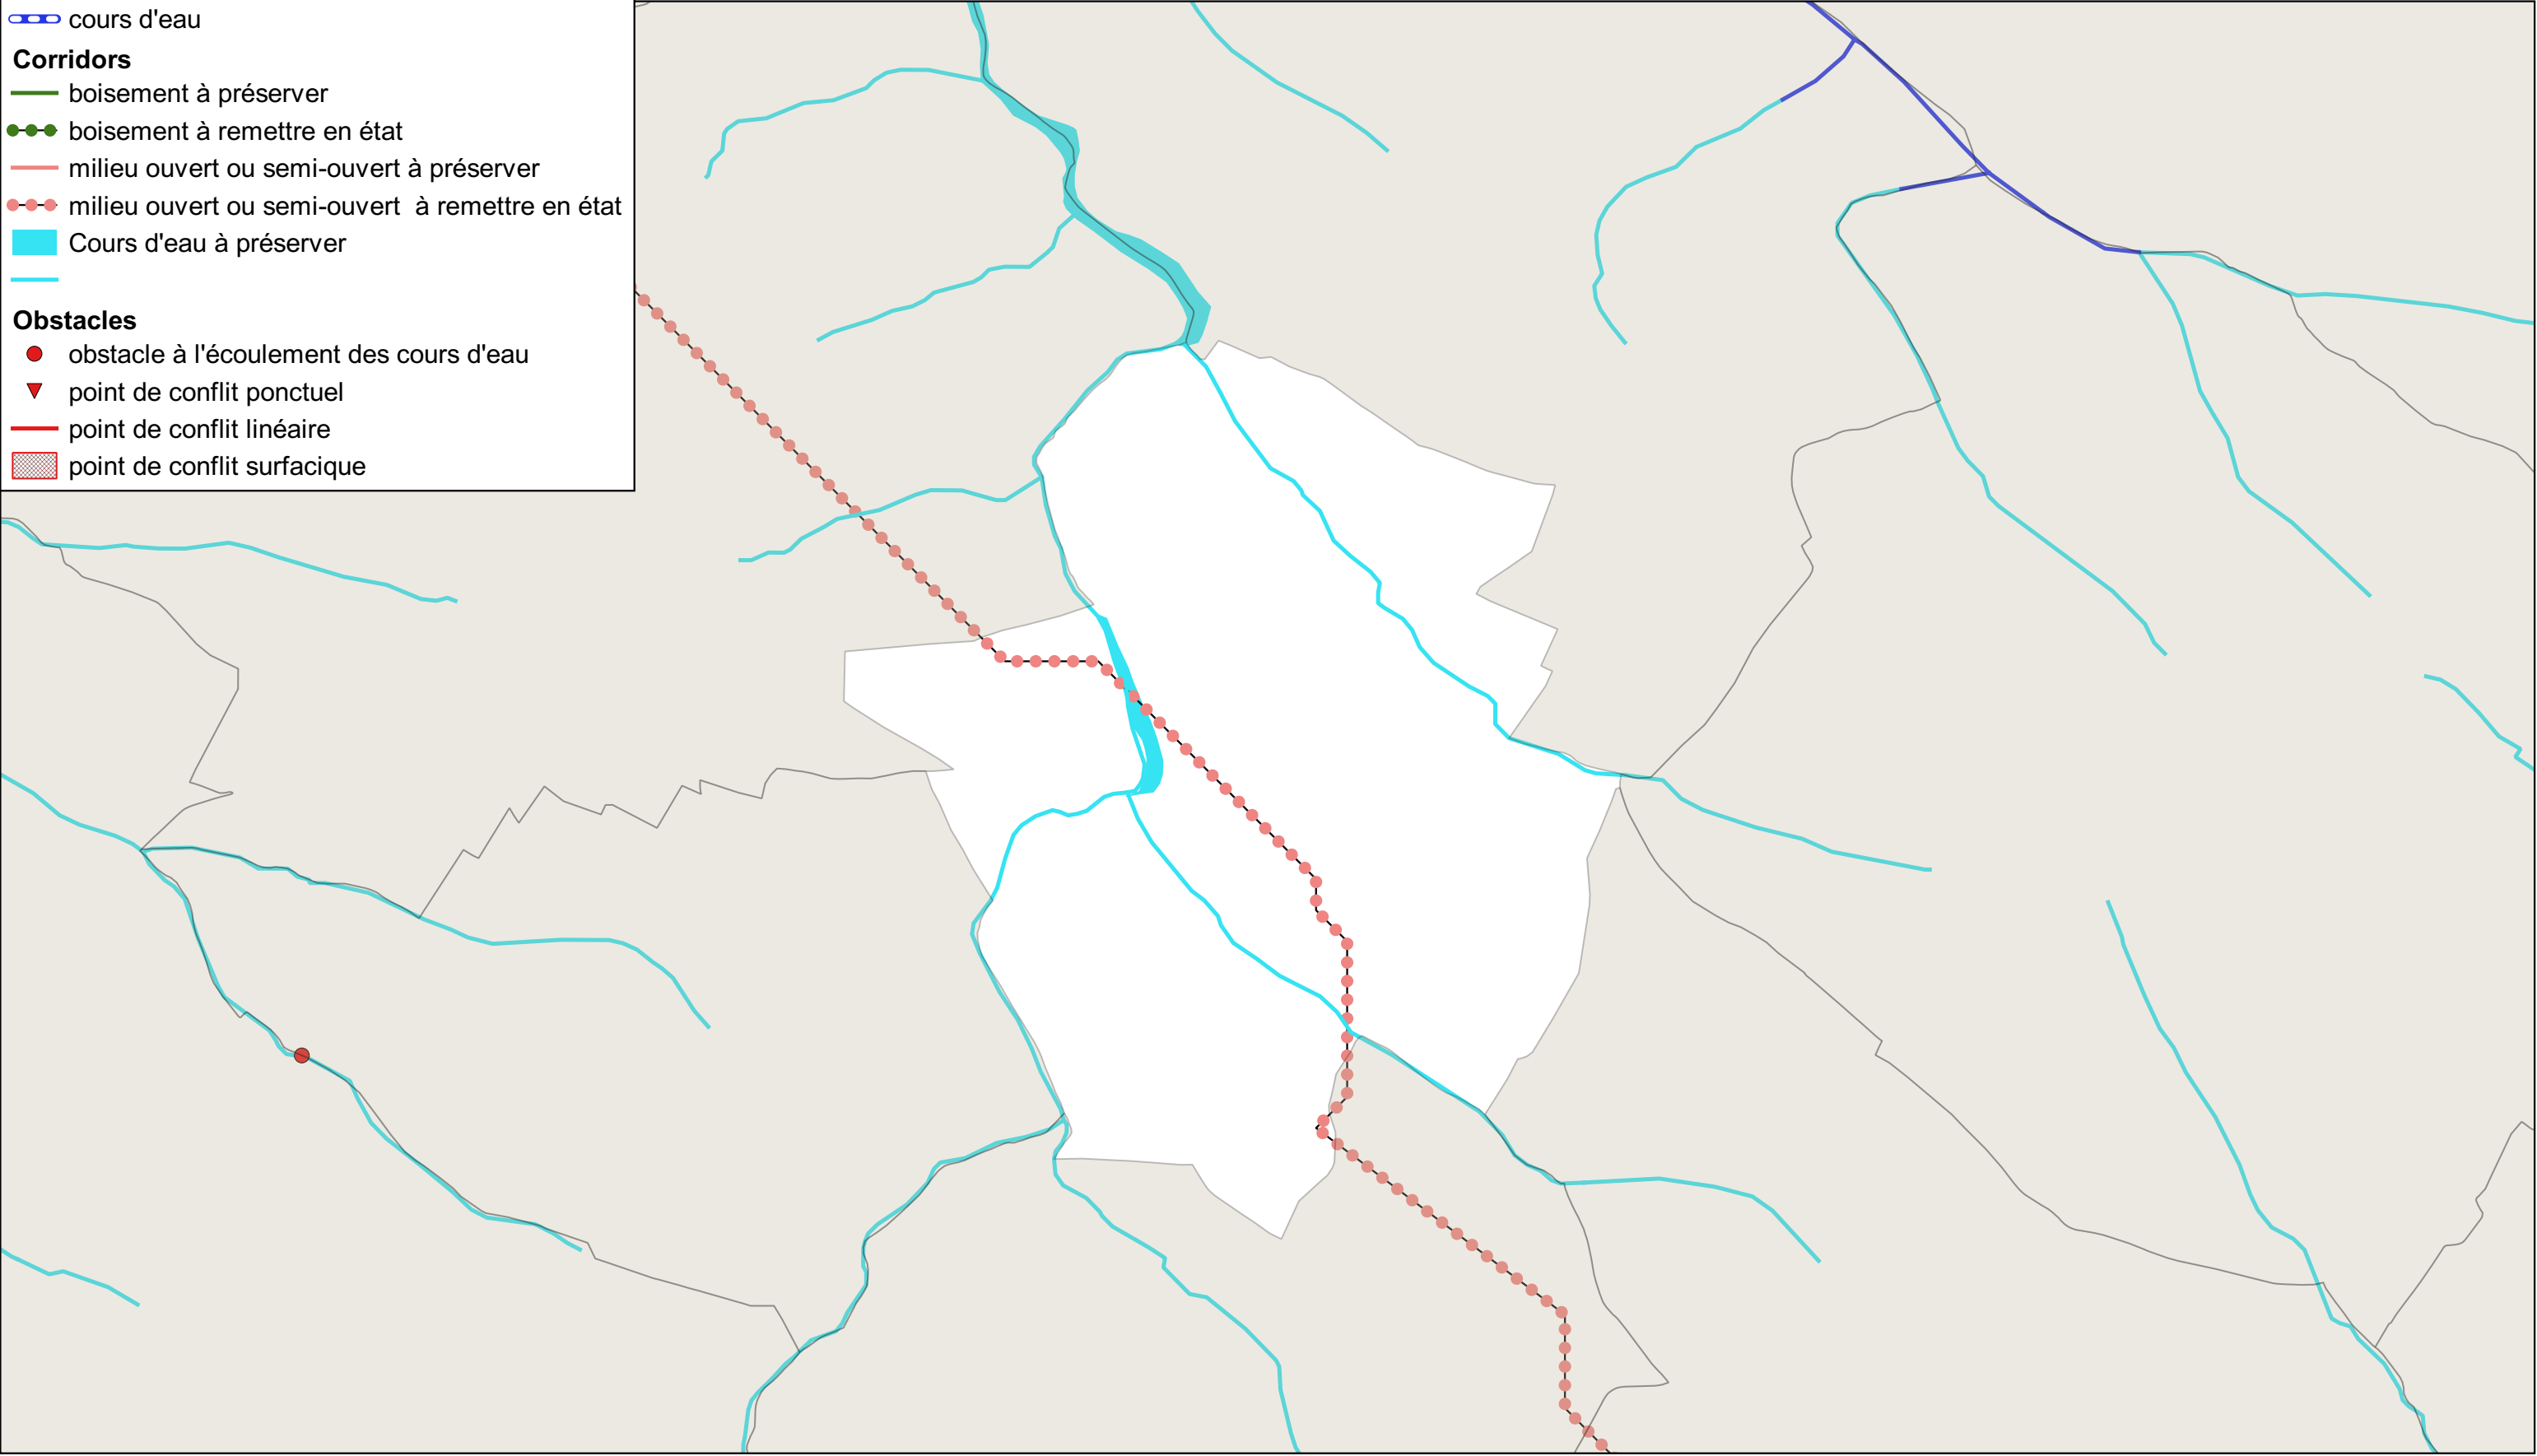 cours d'eau
Corridors
boisement à préserver
boisement à remettre en état
milieu ouvert ou semi-ouvert à préserver
milieu ouvert ou semi-ouvert à remettre en état
Cours d'eau à préserver
Obstacles
obstacle à l'écoulement des cours d'eau
point de conflit ponctuel
point de conflit linéaire
point de conflit surfacique